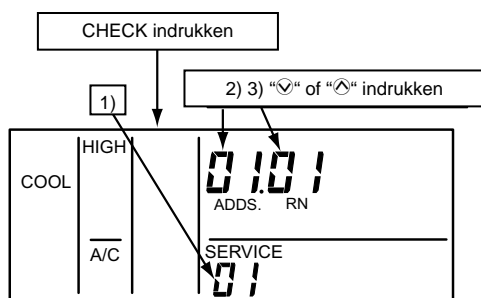 CHECK indrukken
1)
2) 3) “⌄“ of “⌃“ indrukken
COOL
HIGH
A/C
01.01
ADDS. RN
SERVICE
01